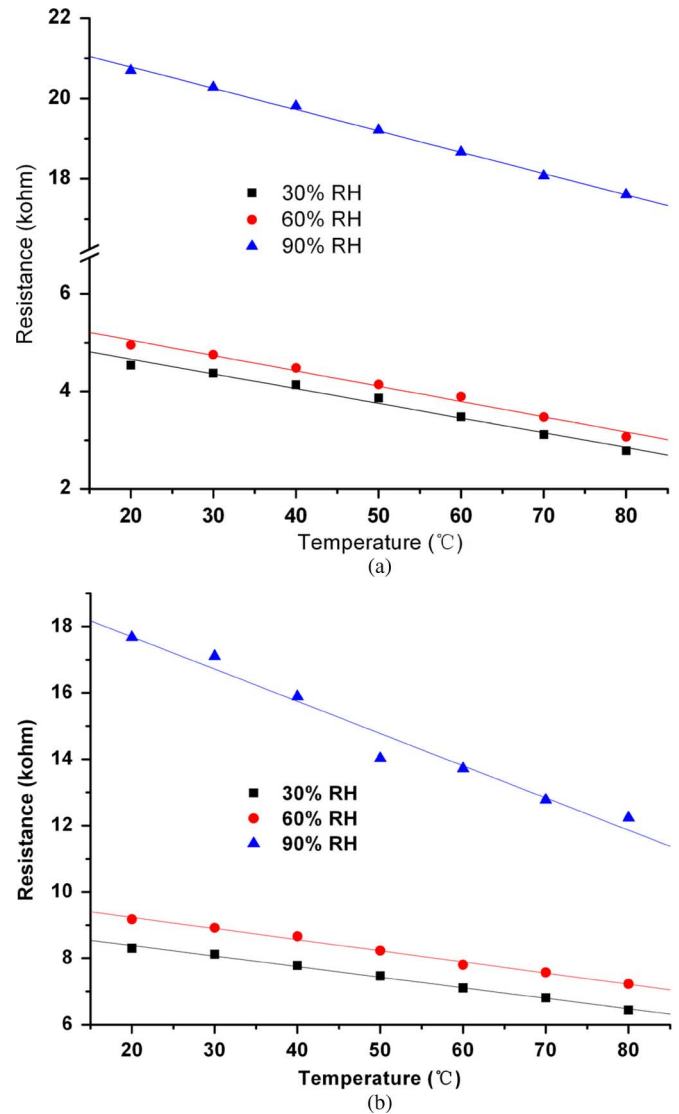 22
20
18
6
4
2
Resistance (kohm)
30% RH
60% RH
90% RH
20 30 40 50 60 70 80
Temperature (℃)
(a)
18
16
14
12
10
8
6
Resistance (kohm)
30% RH
60% RH
90% RH
20 30 40 50 60 70 80
Temperature (℃)
(b)